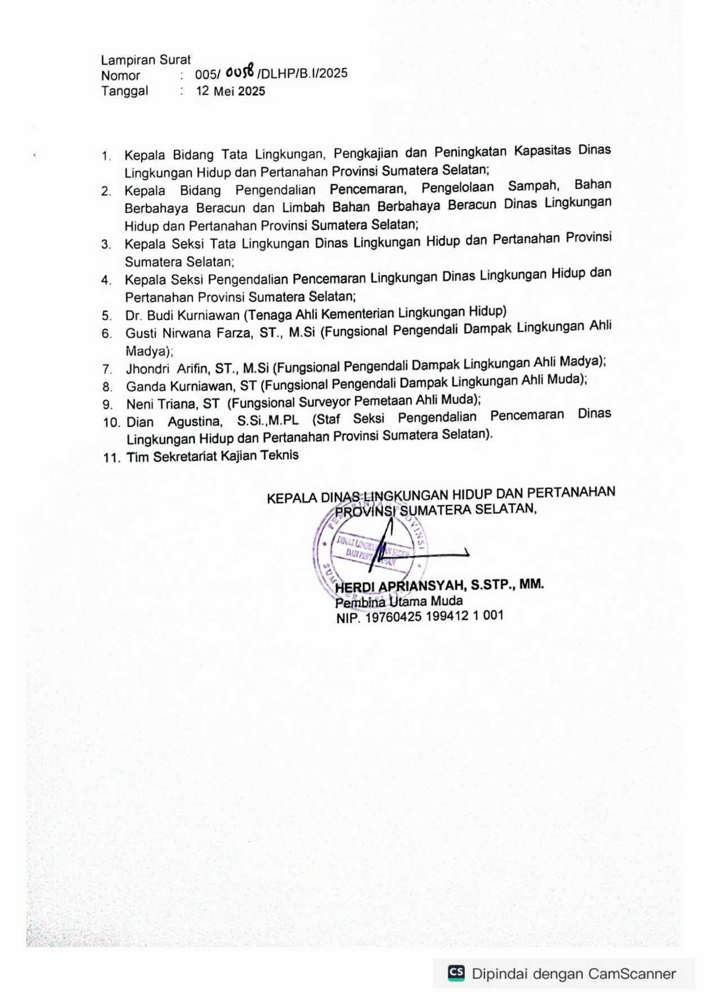 Lampiran Surat
Nomor : 005/ 0058 /DLHP/B.I/2025
Tanggal : 12 Mei 2025
1. Kepala Bidang Tata Lingkungan, Pengkajian dan Peningkatan Kapasitas Dinas
Lingkungan Hidup dan Pertanahan Provinsi Sumatera Selatan;
2. Kepala Bidang Pengendalian Pencemaran, Pengelolaan Sampah, Bahan
Berbahaya Beracun dan Limbah Bahan Berbahaya Beracun Dinas Lingkungan
Hidup dan Pertanahan Provinsi Sumatera Selatan;
3. Kepala Seksi Tata Lingkungan Dinas Lingkungan Hidup dan Pertanahan Provinsi
Sumatera Selatan;
4. Kepala Seksi Pengendalian Pencemaran Lingkungan Dinas Lingkungan Hidup dan
Pertanahan Provinsi Sumatera Selatan;
5. Dr. Budi Kurniawan (Tenaga Ahli Kementerian Lingkungan Hidup)
6. Gusti Nirwana Farza, ST., M.Si (Fungsional Pengendali Dampak Lingkungan Ahli
Madya);
7. Jhondri Arifin, ST., M.Si (Fungsional Pengendali Dampak Lingkungan Ahli Madya);
8. Ganda Kurniawan, ST (Fungsional Pengendali Dampak Lingkungan Ahli Muda);
9. Neni Triana, ST (Fungsional Surveyor Pemetaan Ahli Muda);
10. Dian Agustina, S.Si.,M.PL (Staf Seksi Pengendalian Pencemaran Dinas
Lingkungan Hidup dan Pertanahan Provinsi Sumatera Selatan).
11. Tim Sekretariat Kajian Teknis
KEPALA DINAS LINGKUNGAN HIDUP DAN PERTANAHAN
PROVINSI SUMATERA SELATAN,
PROVINSI
DINAS
HIDUP
DAN
HERDI APRIANSYAH, S.STP., MM.
Pembina Utama Muda
NIP. 19760425 199412 1 001
CS Dipindai dengan CamScanner